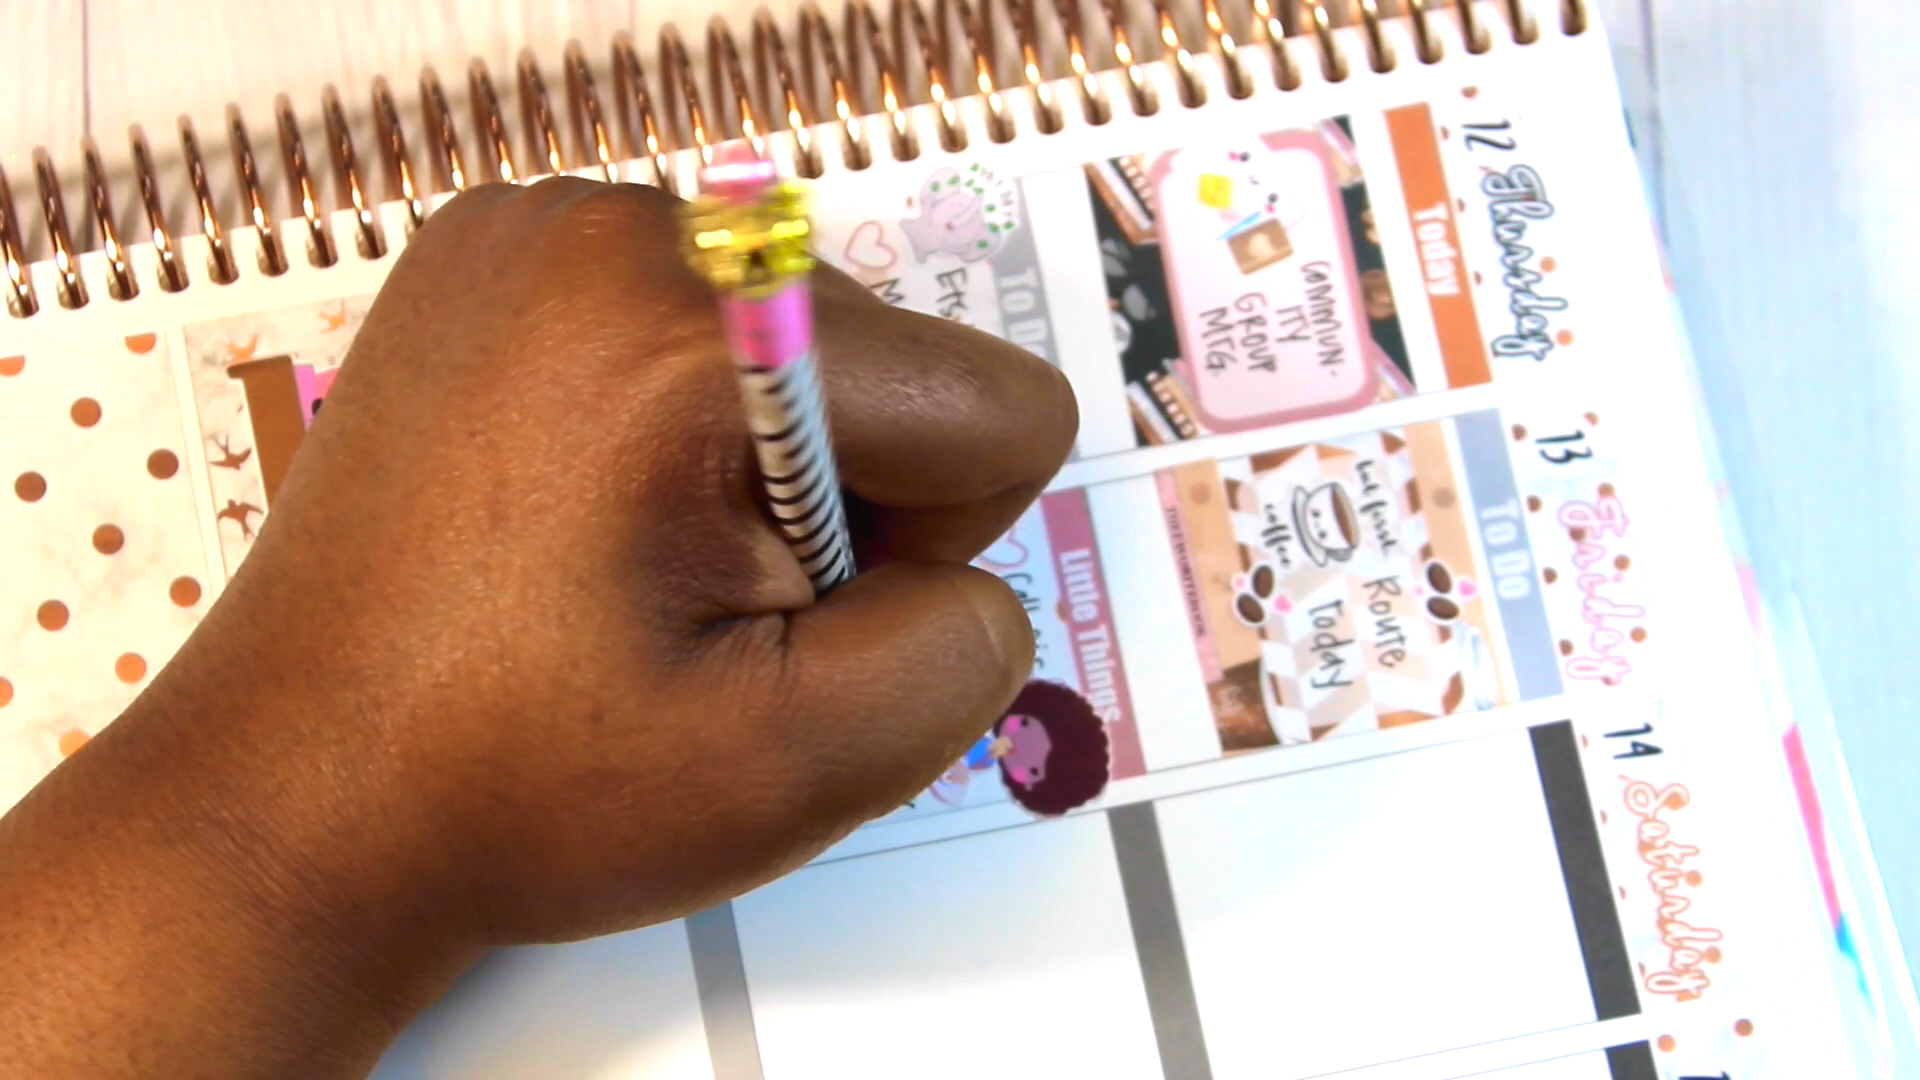 12 Thursday
Today
COMMUN-
ITY
GROUP
MTG.
To Do
13 Friday
To Do
but first
coffee
Route
Today
Little Things
14 Saturday